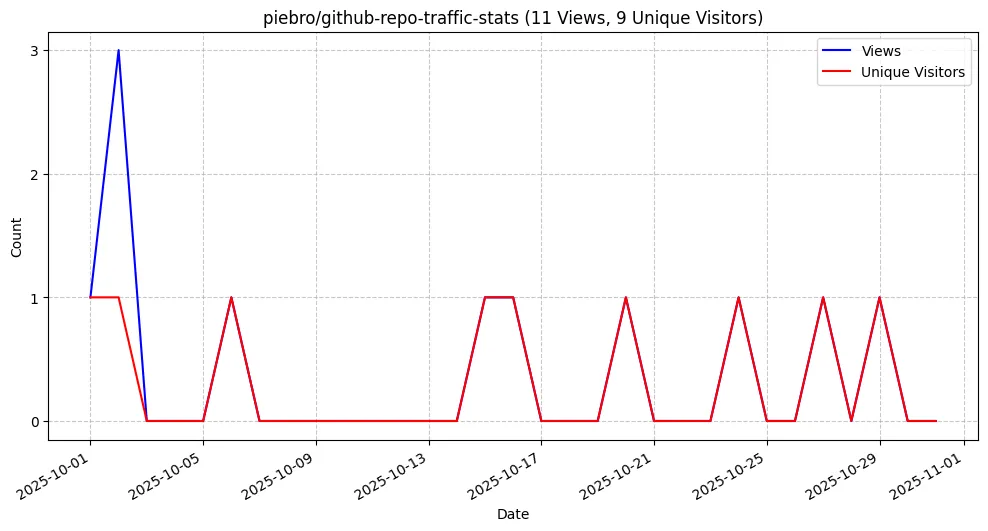 piebro/github-repo-traffic-stats (11 Views, 9 Unique Visitors)
Views
Unique Visitors
3
2
1
0
Count
2025-10-01
2025-10-05
2025-10-09
2025-10-13
2025-10-17
2025-10-21
2025-10-25
2025-10-29
2025-11-01
Date